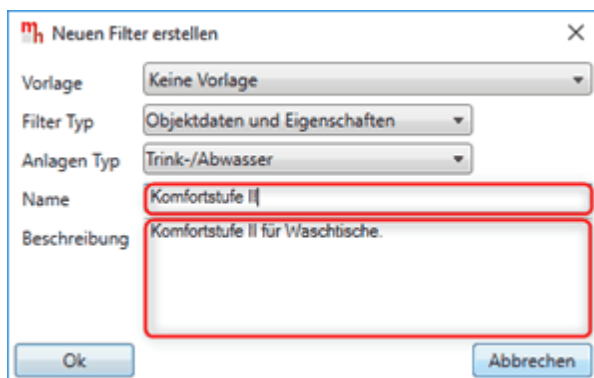 mh Neuen Filter erstellen
Vorlage Keine Vorlage
Filter Typ Objektdaten und Eigenschaften
Anlagen Typ Trink-/Abwasser
Name Komfortstufe II
Beschreibung Komfortstufe II für Waschtische.
Ok Abbrechen